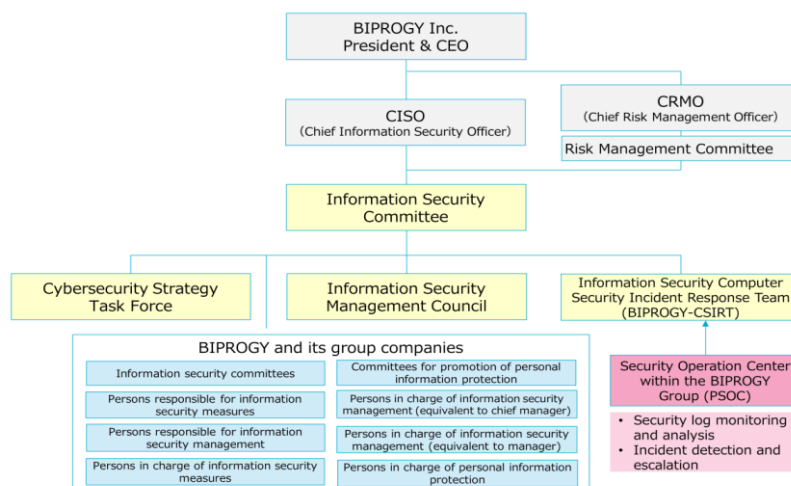 BIPROGY Inc.
President & CEO
CISO
(Chief Information Security Officer)
CRMO
(Chief Risk Management Officer)
Risk Management Committee
Information Security
Committee
Cybersecurity Strategy
Task Force
Information Security
Management Council
Information Security Computer
Security Incident Response Team
(BIPROGY-CSIRT)
BIPROGY and its group companies
Information security committees
Committees for promotion of personal
information protection
Persons responsible for information
security measures
Persons in charge of information security
management (equivalent to chief manager)
Persons responsible for information
security management
Persons in charge of information security
management (equivalent to manager)
Persons in charge of information security
measures
Persons in charge of personal information
protection
Security Operation Center
within the BIPROGY
Group (PSOC)
• Security log monitoring
and analysis
• Incident detection and
escalation